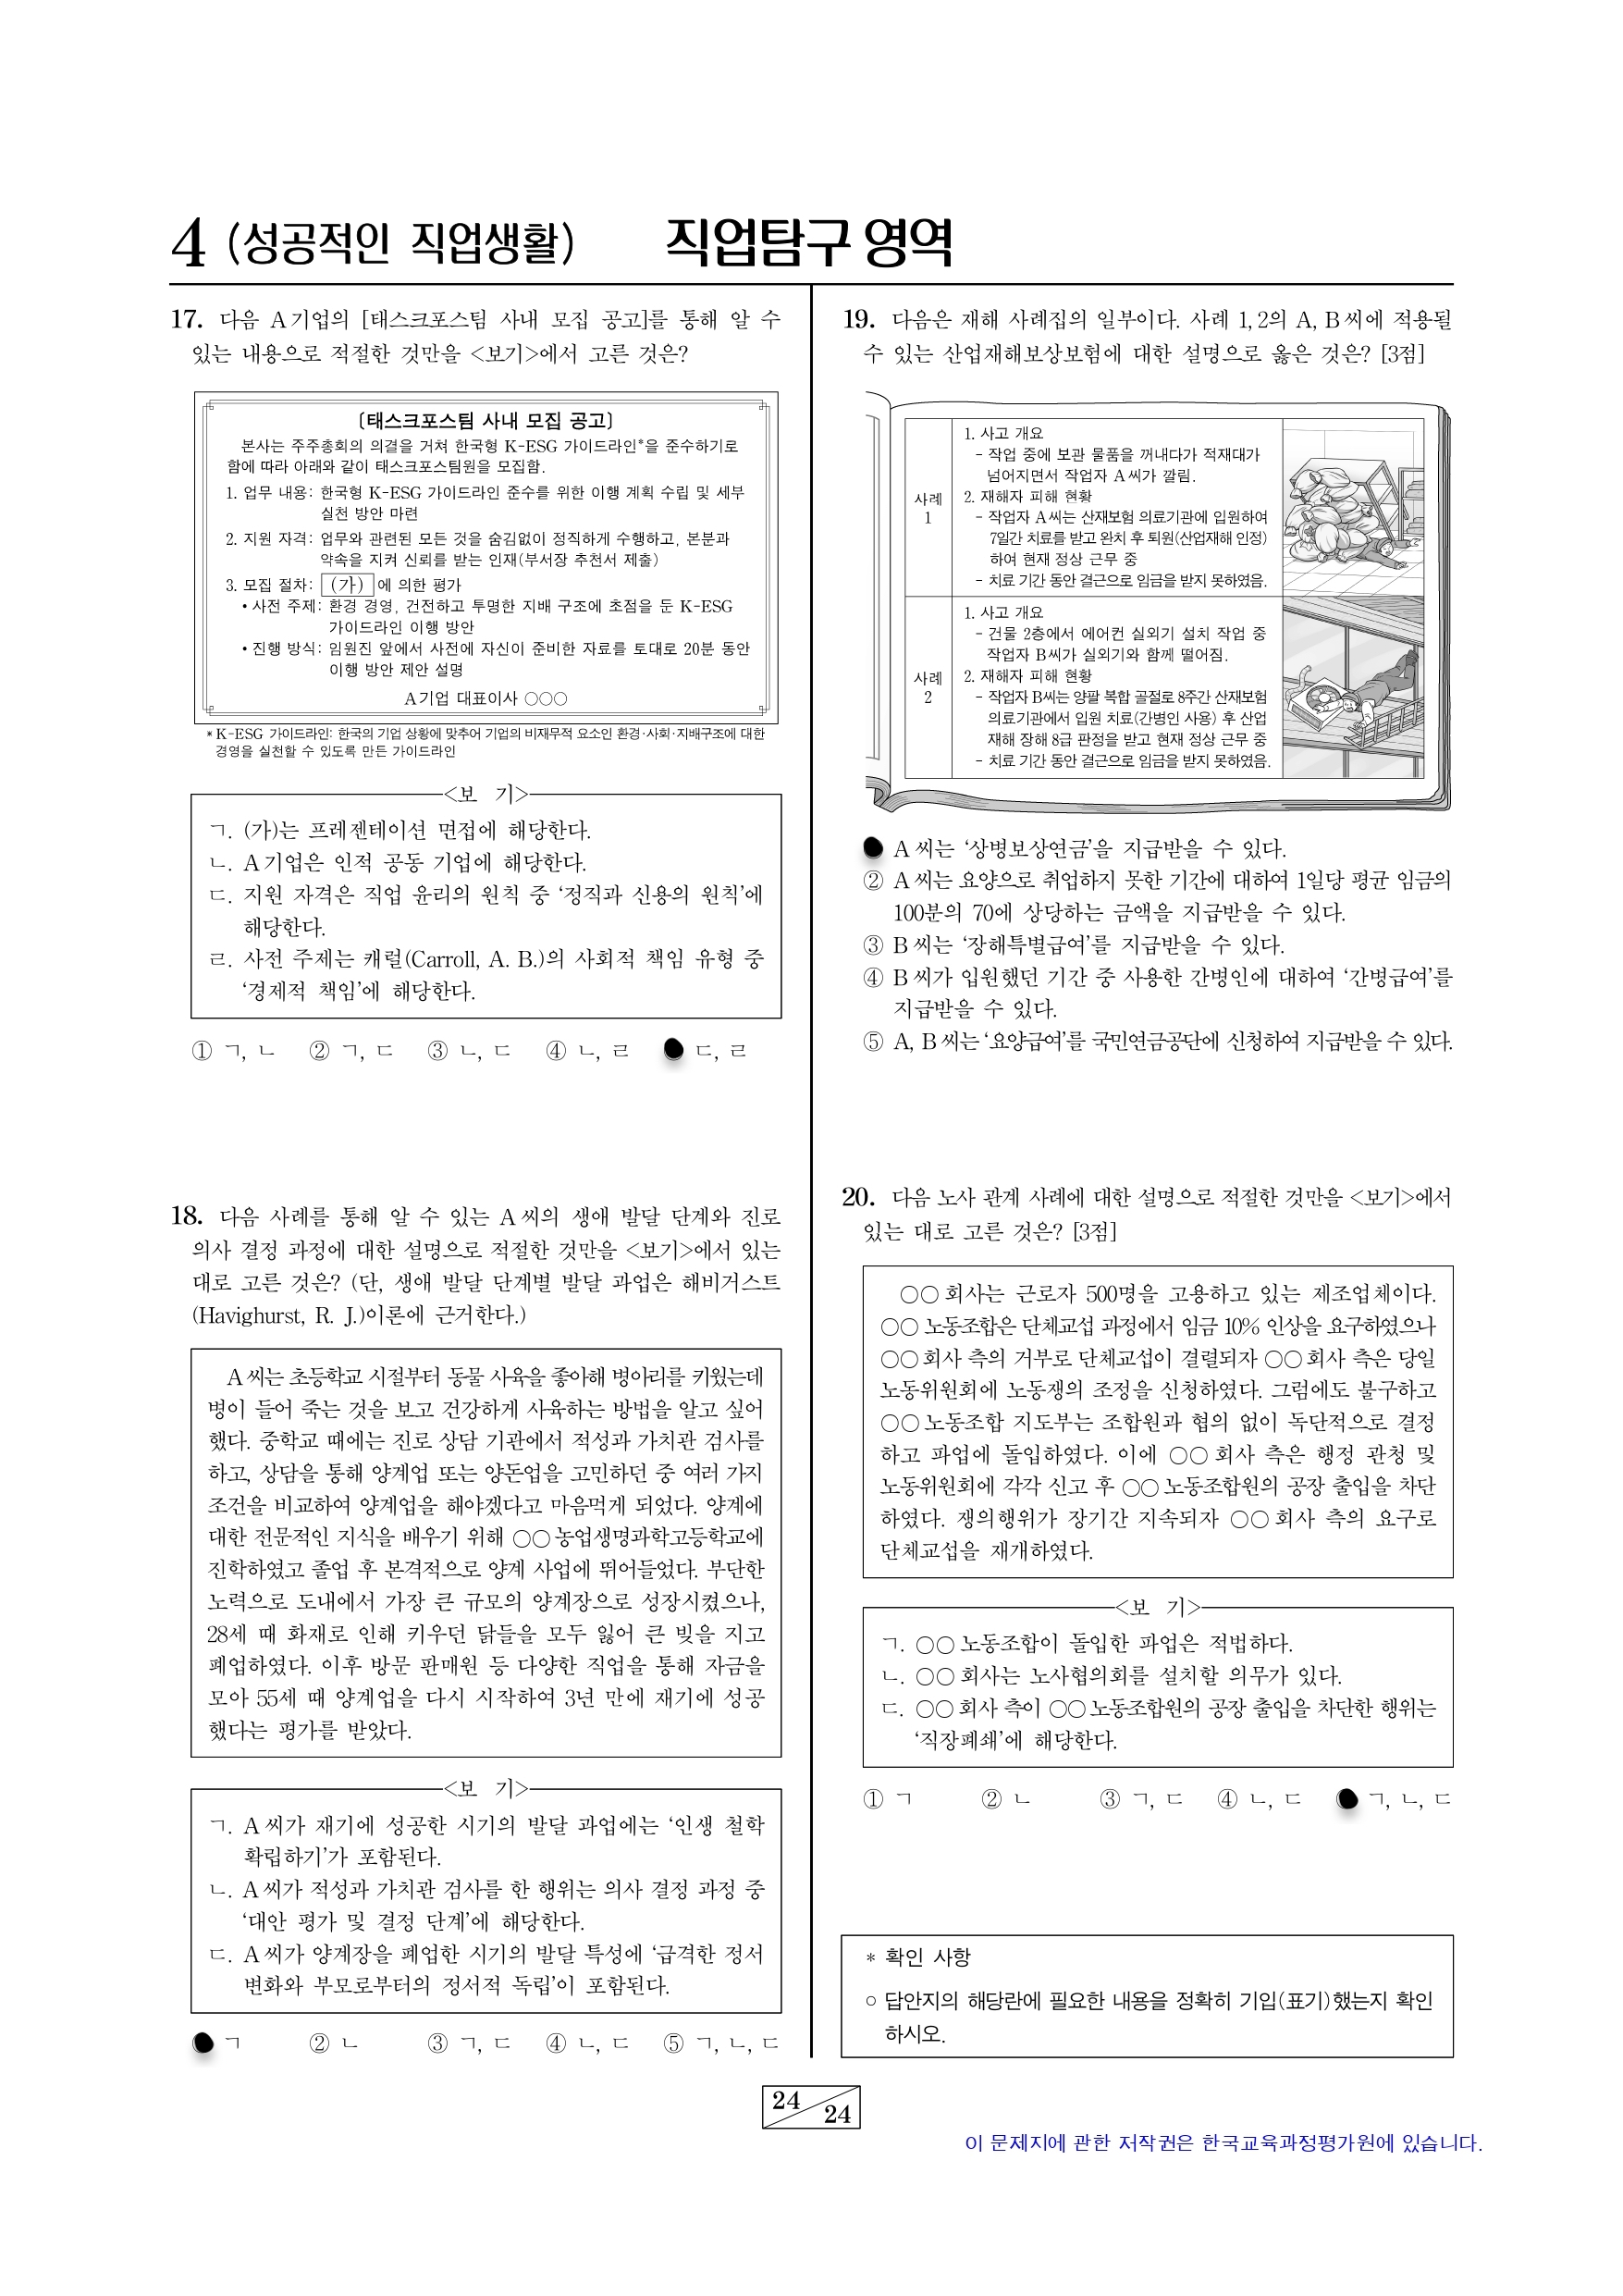 4 (성공적인 직업생활) 직업탐구 영역
17. 다음 A기업의 [태스크포스팀 사내 모집 공고]를 통해 알 수
있는 내용으로 적절한 것만을 <보기>에서 고른 것은?
[태스크포스팀 사내 모집 공고]
본사는 주주총회의 의결을 거쳐 한국형 K-ESG 가이드라인*을 준수하기로
함에 따라 아래와 같이 태스크포스팀원을 모집함.
1. 업무 내용: 한국형 K-ESG 가이드라인 준수를 위한 이행 계획 수립 및 세부
실천 방안 마련
2. 지원 자격: 업무와 관련된 모든 것을 숨김없이 정직하게 수행하고, 본분과
약속을 지켜 신뢰를 받는 인재(부서장 추천서 제출)
3. 모집 절차: (가) 에 의한 평가
• 사전 주제: 환경 경영, 건전하고 투명한 지배 구조에 초점을 둔 K-ESG
가이드라인 이행 방안
• 진행 방식: 임원진 앞에서 사전에 자신이 준비한 자료를 토대로 20분 동안
이행 방안 제안 설명
A기업 대표이사 ○○○
* K-ESG 가이드라인: 한국의 기업 상황에 맞추어 기업의 비재무적 요소인 환경·사회·지배구조에 대한
경영을 실천할 수 있도록 만든 가이드라인
<보 기>
ㄱ. (가)는 프레젠테이션 면접에 해당한다.
ㄴ. A기업은 인적 공동 기업에 해당한다.
ㄷ. 지원 자격은 직업 윤리의 원칙 중 ‘정직과 신용의 원칙’에
해당한다.
ㄹ. 사전 주제는 캐럴(Carroll, A. B.)의 사회적 책임 유형 중
‘경제적 책임’에 해당한다.
① ㄱ, ㄴ ② ㄱ, ㄷ ③ ㄴ, ㄷ ④ ㄴ, ㄹ ㄷ, ㄹ
18. 다음 사례를 통해 알 수 있는 A씨의 생애 발달 단계와 진로
의사 결정 과정에 대한 설명으로 적절한 것만을 <보기>에서 있는
대로 고른 것은? (단, 생애 발달 단계별 발달 과업은 해비거스트
(Havighurst, R. J.)이론에 근거한다.)
A씨는 초등학교 시절부터 동물 사육을 좋아해 병아리를 키웠는데
병이 들어 죽는 것을 보고 건강하게 사육하는 방법을 알고 싶어
했다. 중학교 때에는 진로 상담 기관에서 적성과 가치관 검사를
하고, 상담을 통해 양계업 또는 양돈업을 고민하던 중 여러 가지
조건을 비교하여 양계업을 해야겠다고 마음먹게 되었다. 양계에
대한 전문적인 지식을 배우기 위해 ○○농업생명과학고등학교에
진학하였고 졸업 후 본격적으로 양계 사업에 뛰어들었다. 부단한
노력으로 도내에서 가장 큰 규모의 양계장으로 성장시켰으나,
28세 때 화재로 인해 키우던 닭들을 모두 잃어 큰 빚을 지고
폐업하였다. 이후 방문 판매원 등 다양한 직업을 통해 자금을
모아 55세 때 양계업을 다시 시작하여 3년 만에 재기에 성공
했다는 평가를 받았다.
<보 기>
ㄱ. A씨가 재기에 성공한 시기의 발달 과업에는 ‘인생 철학
확립하기’가 포함된다.
ㄴ. A씨가 적성과 가치관 검사를 한 행위는 의사 결정 과정 중
‘대안 평가 및 결정 단계’에 해당한다.
ㄷ. A씨가 양계장을 폐업한 시기의 발달 특성에 ‘급격한 정서
변화와 부모로부터의 정서적 독립’이 포함된다.
ㄱ ② ㄴ ③ ㄱ, ㄷ ④ ㄴ, ㄷ ⑤ ㄱ, ㄴ, ㄷ
19. 다음은 재해 사례집의 일부이다. 사례 1, 2의 A, B씨에 적용될
수 있는 산업재해보상보험에 대한 설명으로 옳은 것은? [3점]
사례
1
1. 사고 개요
- 작업 중에 보관 물품을 꺼내다가 적재대가
넘어지면서 작업자 A씨가 깔림.
2. 재해자 피해 현황
- 작업자 A씨는 산재보험 의료기관에 입원하여
7일간 치료를 받고 완치 후 퇴원(산업재해 인정)
하여 현재 정상 근무 중
- 치료 기간 동안 결근으로 임금을 받지 못하였음.
사례
2
1. 사고 개요
- 건물 2층에서 에어컨 실외기 설치 작업 중
작업자 B씨가 실외기와 함께 떨어짐.
2. 재해자 피해 현황
- 작업자 B씨는 양팔 복합 골절로 8주간 산재보험
의료기관에서 입원 치료(간병인 사용) 후 산업
재해 장해 8급 판정을 받고 현재 정상 근무 중
- 치료 기간 동안 결근으로 임금을 받지 못하였음.
A씨는 ‘상병보상연금’을 지급받을 수 있다.
② A씨는 요양으로 취업하지 못한 기간에 대하여 1일당 평균 임금의
100분의 70에 상당하는 금액을 지급받을 수 있다.
③ B씨는 ‘장해특별급여’를 지급받을 수 있다.
④ B씨가 입원했던 기간 중 사용한 간병인에 대하여 ‘간병급여’를
지급받을 수 있다.
⑤ A, B씨는 ‘요양급여’를 국민연금공단에 신청하여 지급받을 수 있다.
20. 다음 노사 관계 사례에 대한 설명으로 적절한 것만을 <보기>에서
있는 대로 고른 것은? [3점]
○○회사는 근로자 500명을 고용하고 있는 제조업체이다.
○○노동조합은 단체교섭 과정에서 임금 10% 인상을 요구하였으나
○○회사 측의 거부로 단체교섭이 결렬되자 ○○회사 측은 당일
노동위원회에 노동쟁의 조정을 신청하였다. 그럼에도 불구하고
○○노동조합 지도부는 조합원과 협의 없이 독단적으로 결정
하고 파업에 돌입하였다. 이에 ○○회사 측은 행정 관청 및
노동위원회에 각각 신고 후 ○○노동조합원의 공장 출입을 차단
하였다. 쟁의행위가 장기간 지속되자 ○○회사 측의 요구로
단체교섭을 재개하였다.
<보 기>
ㄱ. ○○노동조합이 돌입한 파업은 적법하다.
ㄴ. ○○회사는 노사협의회를 설치할 의무가 있다.
ㄷ. ○○회사 측이 ○○노동조합원의 공장 출입을 차단한 행위는
‘직장폐쇄’에 해당한다.
① ㄱ ② ㄴ ③ ㄱ, ㄷ ④ ㄴ, ㄷ ㄱ, ㄴ, ㄷ
* 확인 사항
○ 답안지의 해당란에 필요한 내용을 정확히 기입(표기)했는지 확인
하시오.
24 24
이 문제지에 관한 저작권은 한국교육과정평가원에 있습니다.